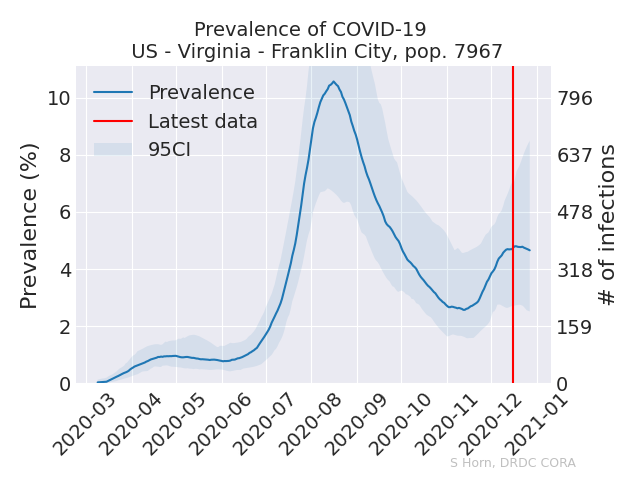 Prevalence of COVID-19
US - Virginia - Franklin City, pop. 7967
Prevalence
Latest data
95CI
Prevalence (%)
10
8
6
4
2
0
796
637
478
318
159
0
# of infections
2020-03
2020-04
2020-05
2020-06
2020-07
2020-08
2020-09
2020-10
2020-11
2020-12
2021-01
S Horn, DRDC CORA